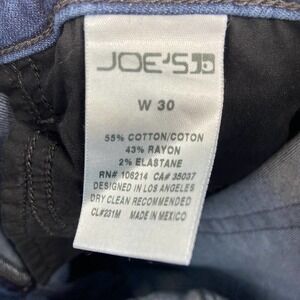 JOE'S
W 30
55% COTTON/COTON
43% RAYON
2% ELASTANE
RN# 106214 CA# 35037
DESIGNED IN LOS ANGELES
DRY CLEAN RECOMMENDED
CL#231M MADE IN MEXICO